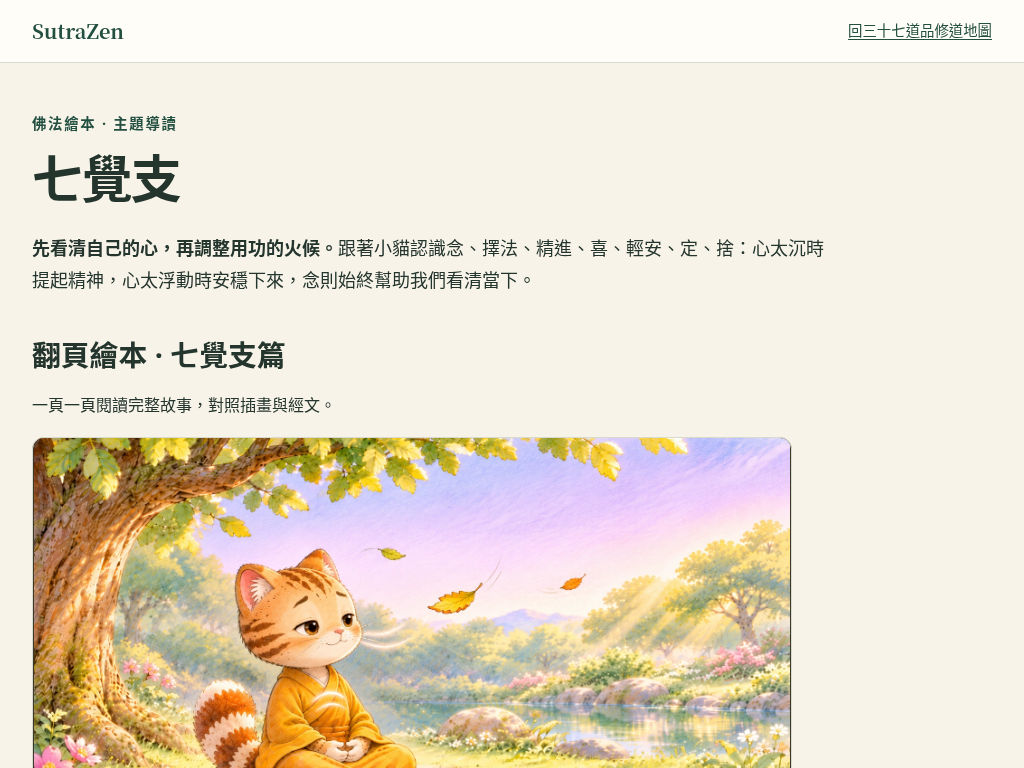 SutraZen
回三十七道品修道地圖
佛法繪本 · 主題導讀
七覺支
先看清自己的心，再調整用功的火候。跟著小貓認識念、擇法、精進、喜、輕安、定、捨：心太沉時
提起精神，心太浮動時安穩下來，念則始終幫助我們看清當下。
翻頁繪本 · 七覺支篇
一頁一頁閱讀完整故事，對照插畫與經文。